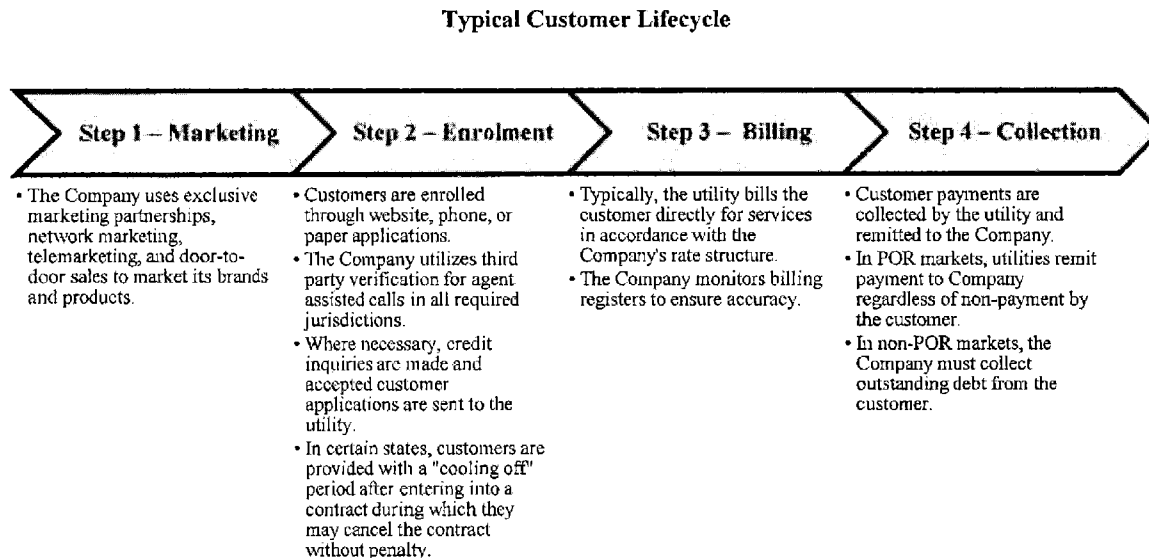 Typical Customer Lifecycle
Step 1 – Marketing
Step 2 – Enrolment
Step 3 – Billing
Step 4 – Collection
• The Company uses exclusive
marketing partnerships,
network marketing,
telemarketing, and door-to-
door sales to market its brands
and products.
• Customers are enrolled
through website, phone, or
paper applications.
• The Company utilizes third
party verification for agent
assisted calls in all required
jurisdictions.
• Where necessary, credit
inquiries are made and
accepted customer
applications are sent to the
utility.
• In certain states, customers are
provided with a "cooling off"
period after entering into a
contract during which they
may cancel the contract
without penalty.
• Typically, the utility bills the
customer directly for services
in accordance with the
Company's rate structure.
• The Company monitors billing
registers to ensure accuracy.
• Customer payments are
collected by the utility and
remitted to the Company.
• In POR markets, utilities remit
payment to Company
regardless of non-payment by
the customer.
• In non-POR markets, the
Company must collect
outstanding debt from the
customer.